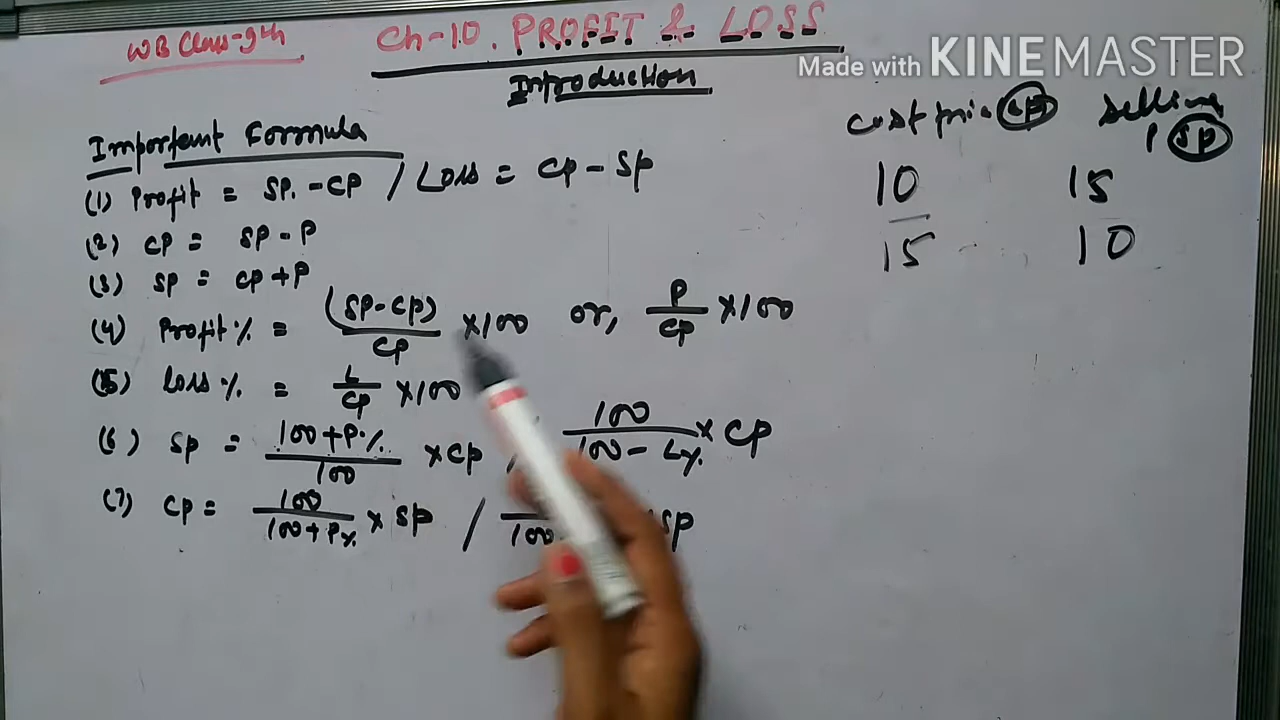 WB Class-9th
Ch-10. PROFIT & LOSS
Made with KINEMASTER
Introduction
Important Formula
(1) Profit = SP. - CP / Loss = CP - SP
(2) CP = SP - P
(3) SP = CP + P
(4) Profit% = (SP-CP)/CP ×100 or, P/CP ×100
(5) Loss% = L/CP ×100
(6) SP = 100+P%/100 ×CP / 100/100-L% × CP
(7) CP = 100/100+P% × SP / 100 SP
Cost price CP Selling
P SP
10 15
15 10